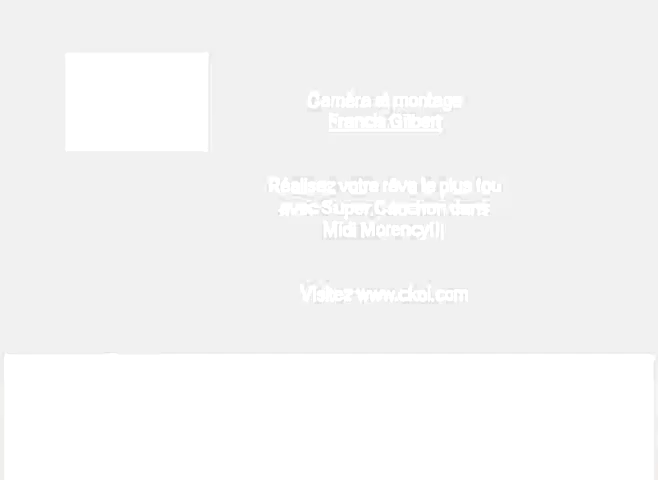 Caméra et montage
Francis Gilbert
Réalisez votre rêve le plus fou
avec Super Cauchon dans
Midi Morency!!
Visitez www.ckoi.com